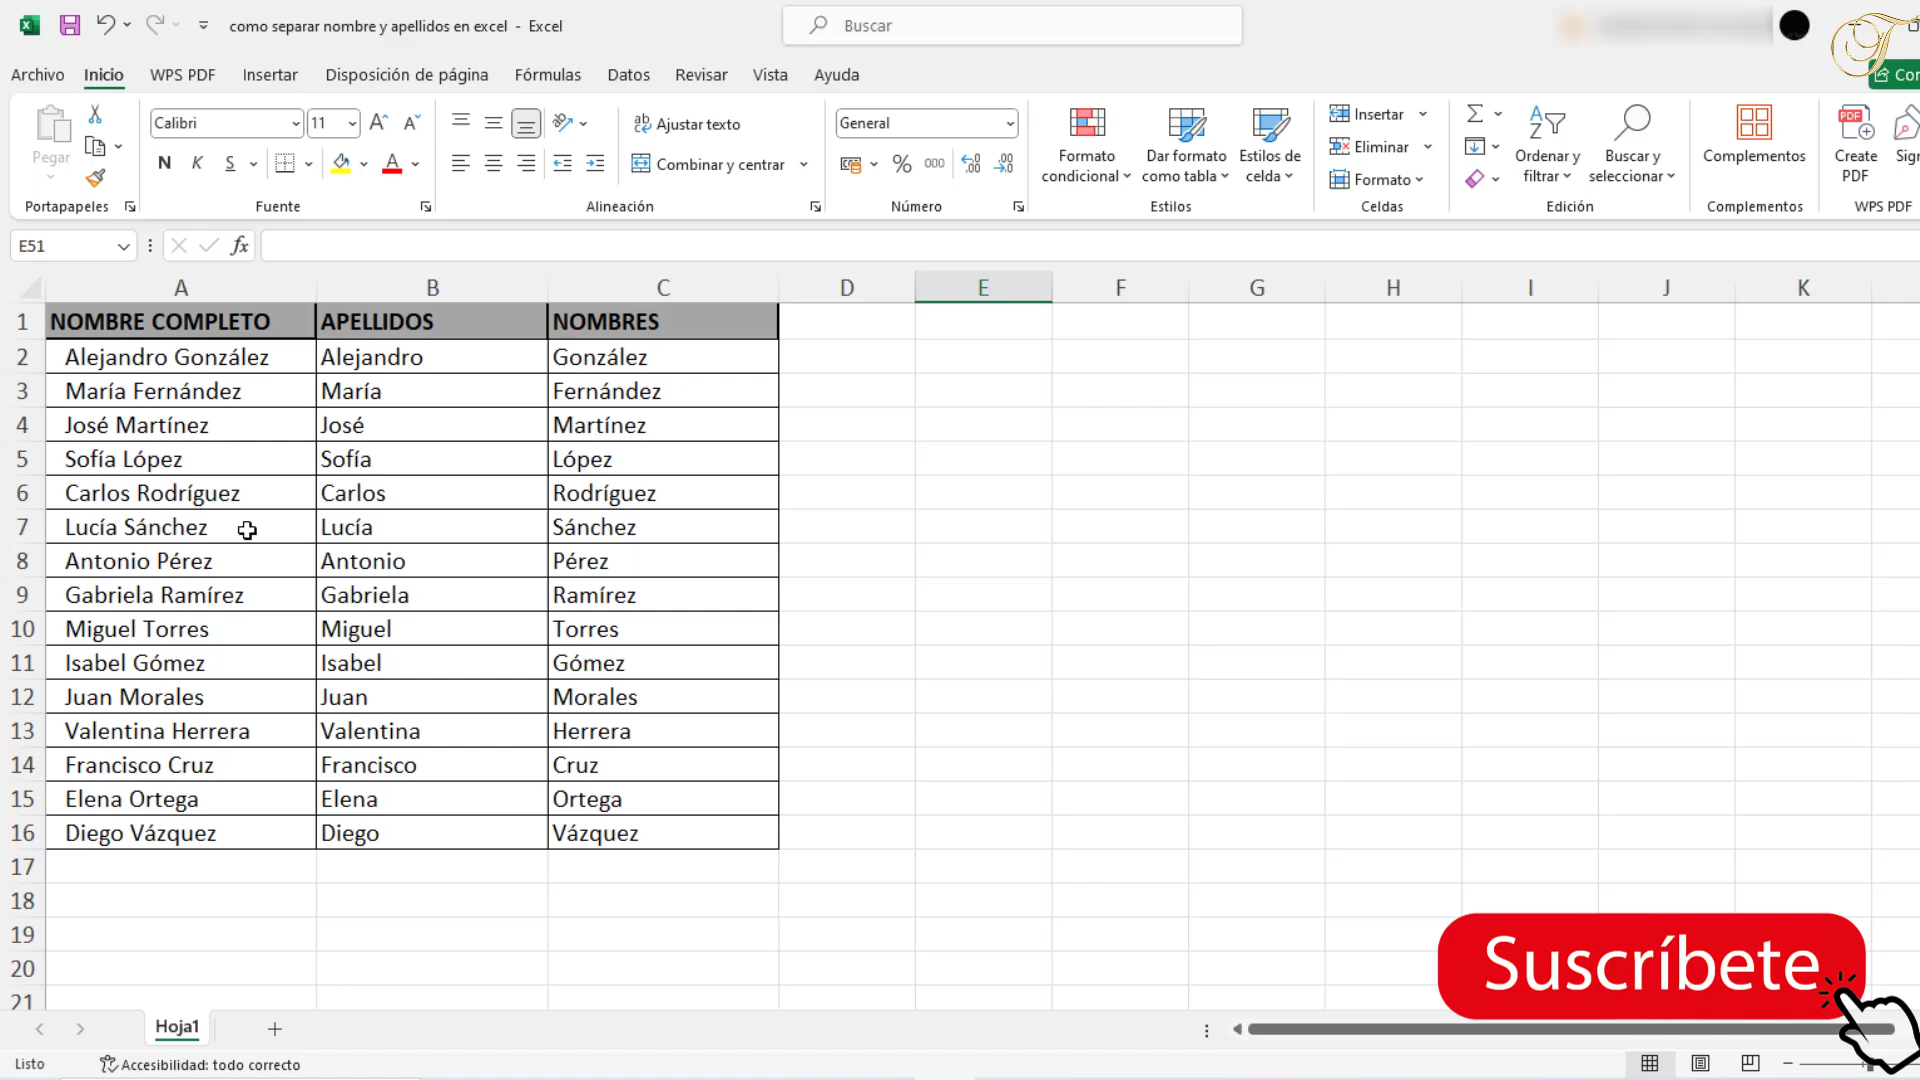 como separar nombre y apellidos en excel - Excel
Buscar
Archivo Inicio WPS PDF Insertar Disposición de página Fórmulas Datos Revisar Vista Ayuda
Pegar
Portapapeles
Calibri 11
N K S
Fuente
Ajustar texto
Combinar y centrar
Alineación
General
% 000
Número
Formato condicional
Dar formato como tabla
Estilos de celda
Estilos
Insertar
Eliminar
Formato
Celdas
Ordenar y filtrar
Buscar y seleccionar
Edición
Complementos
Complementos
Create PDF
WPS PDF
E51
fx
A B C D E F G H I J K
1 NOMBRE COMPLETO APELLIDOS NOMBRES
2 Alejandro González Alejandro González
3 María Fernández María Fernández
4 José Martínez José Martínez
5 Sofía López Sofía López
6 Carlos Rodríguez Carlos Rodríguez
7 Lucía Sánchez Lucía Sánchez
8 Antonio Pérez Antonio Pérez
9 Gabriela Ramírez Gabriela Ramírez
10 Miguel Torres Miguel Torres
11 Isabel Gómez Isabel Gómez
12 Juan Morales Juan Morales
13 Valentina Herrera Valentina Herrera
14 Francisco Cruz Francisco Cruz
15 Elena Ortega Elena Ortega
16 Diego Vázquez Diego Vázquez
17
18
19
20
21
Suscríbete
Hoja1
Listo
Accesibilidad: todo correcto